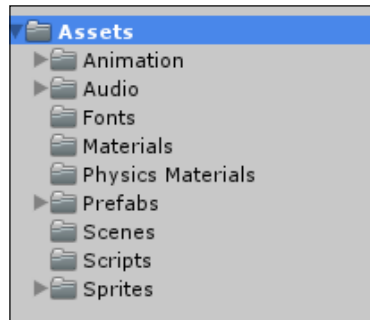 Assets
Animation
Audio
Fonts
Materials
Physics Materials
Prefabs
Scenes
Scripts
Sprites